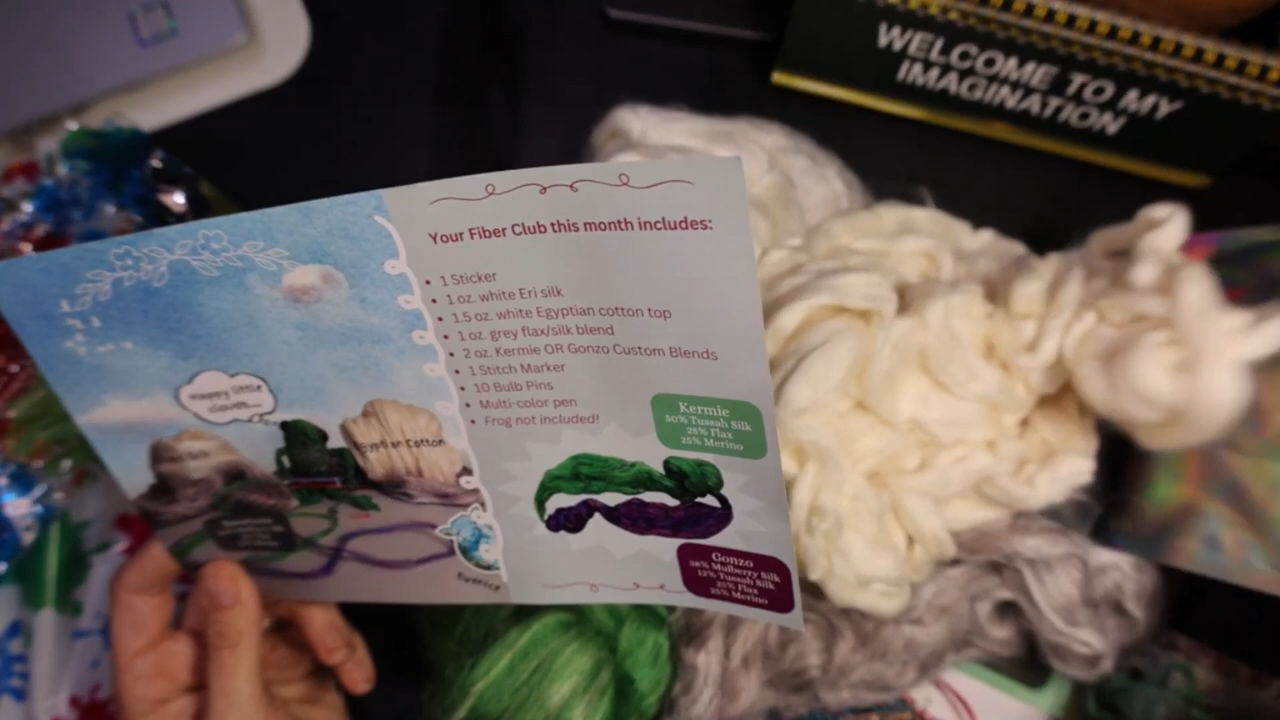 WELCOME TO MY
IMAGINATION
Your Fiber Club this month includes:
• 1 Sticker
• 1 oz. white Eri silk
• 1.5 oz. white Egyptian cotton top
• 1 oz. grey flax/silk blend
• 2 oz. Kermie OR Gonzo Custom Blends
• 1 Stitch Marker
• 10 Bulb Pins
• Multi-color pen
• Frog not included!
Happy little
clouds....
Egyptian Cotton
Kermie
50% Tussah Silk
25% Flax
25% Merino
Gonzo
38% Mulberry Silk
12% Tussah Silk
25% Flax
25% Merino